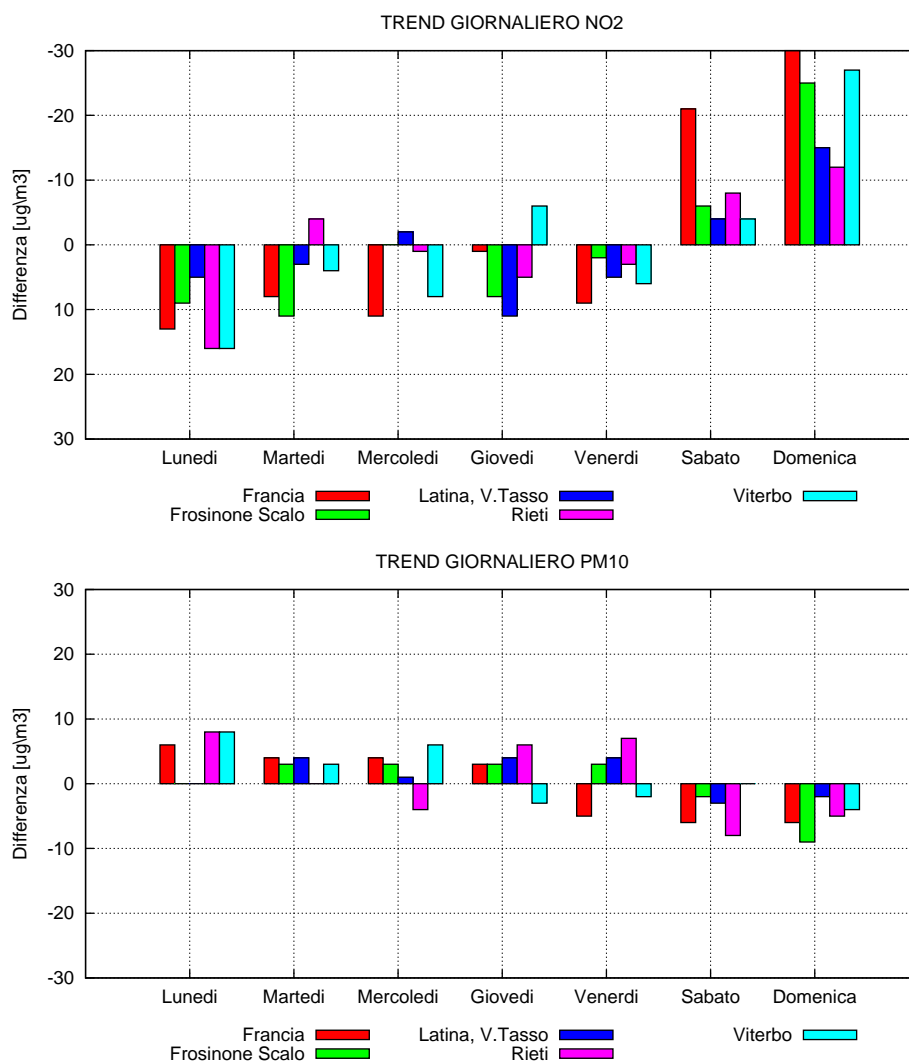 TREND GIORNALIERO NO2
Differenza [ug\m3]
-30
-20
-10
0
10
20
30
Lunedi Martedi Mercoledi Giovedi Venerdi Sabato Domenica
Francia Latina, V.Tasso Viterbo
Frosinone Scalo Rieti
TREND GIORNALIERO PM10
Differenza [ug\m3]
30
20
10
0
-10
-20
-30
Lunedi Martedi Mercoledi Giovedi Venerdi Sabato Domenica
Francia Latina, V.Tasso Viterbo
Frosinone Scalo Rieti